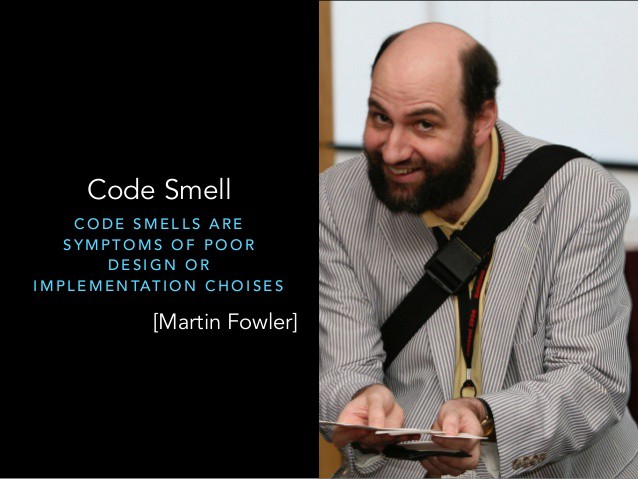 Code Smell
CODE SMELLS ARE
SYMPTOMS OF POOR
DESIGN OR
IMPLEMENTATION CHOISES
[Martin Fowler]